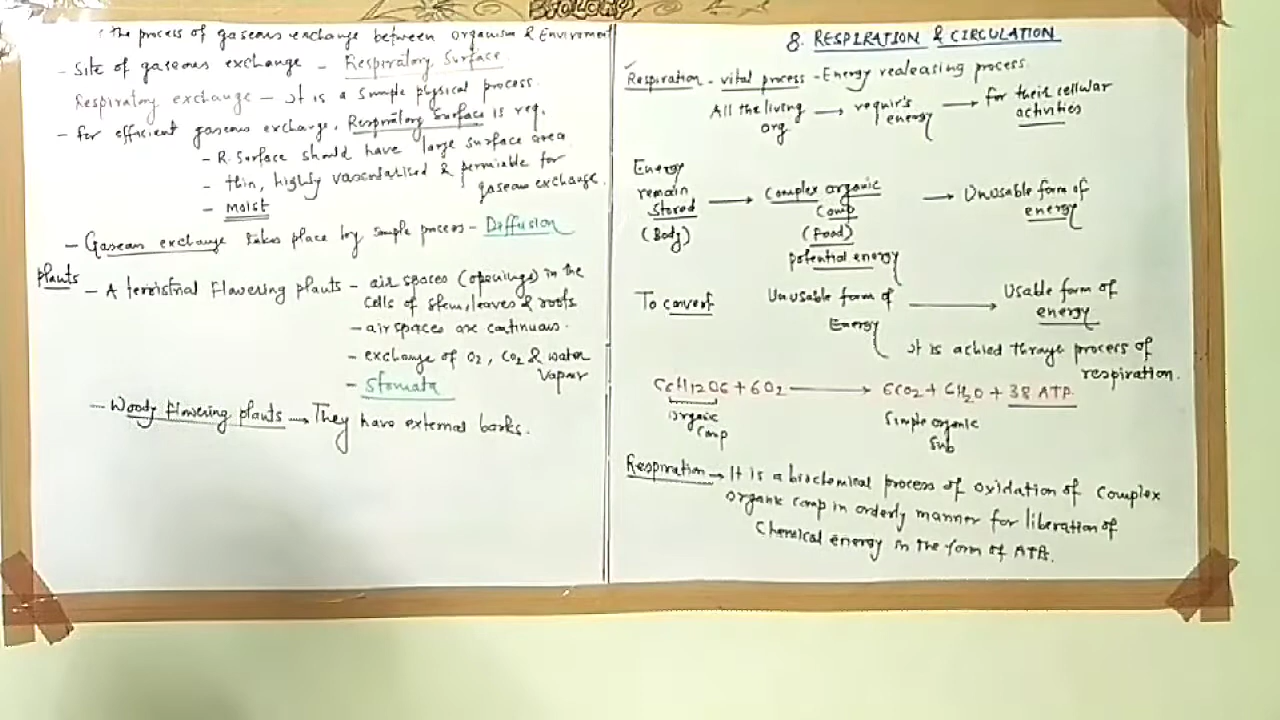 BIOLOGY
: the process of gaseous exchange between organism & Enviroment
- Site of gaseous exchange - Respiratory Surface.
Respiratory exchange - It is a simple physical process.
- for efficient gaseous exchange, Respiratory Surface is req.
- R. Surface should have large surface area
- thin, highly vascularised & permiable for
gaseous exchange.
- Moist
- Gasean exchange takes place by simple process - Diffusion
Plants
- A terristrial Flowering plants - air spaces (openings) in the
cells of stem, leaves & roots
- air spaces are continuous.
- exchange of O2, CO2 & water
vapur
- Stomata
- Woody flowering plants → They have external barks.
8. RESPIRATION & CIRCULATION
Respiration - vital process - Energy realeasing process.
All the living → requir's → for their cellular
org energy activities
Energy
remain → Complex organic → Unusable form of
Stored Comp energy
(Body) (Food)
potential energy
To convert Unusable form of → Usable form of
Energy energy
it is achied througe process of
respiration.
C6H12O6 + 6O2 → 6CO2 + 6H2O + 38 ATP.
Organic Simple organic
Comp Sub
Respiration → It is a biochemical process of oxidation of complex
organic comp in orderly manner for liberation of
Chemical energy in the form of ATP.